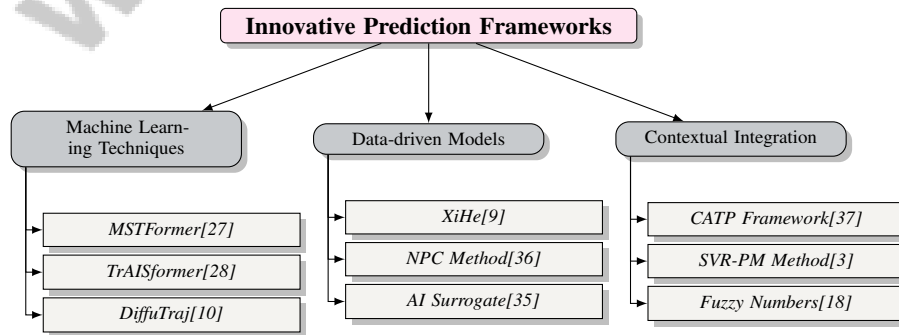 Innovative Prediction Frameworks
Machine Learn-
ing Techniques
Data-driven Models
Contextual Integration
MSTFormer[27]
TrAISformer[28]
DiffuTraj[10]
XiHe[9]
NPC Method[36]
AI Surrogate[35]
CATP Framework[37]
SVR-PM Method[3]
Fuzzy Numbers[18]